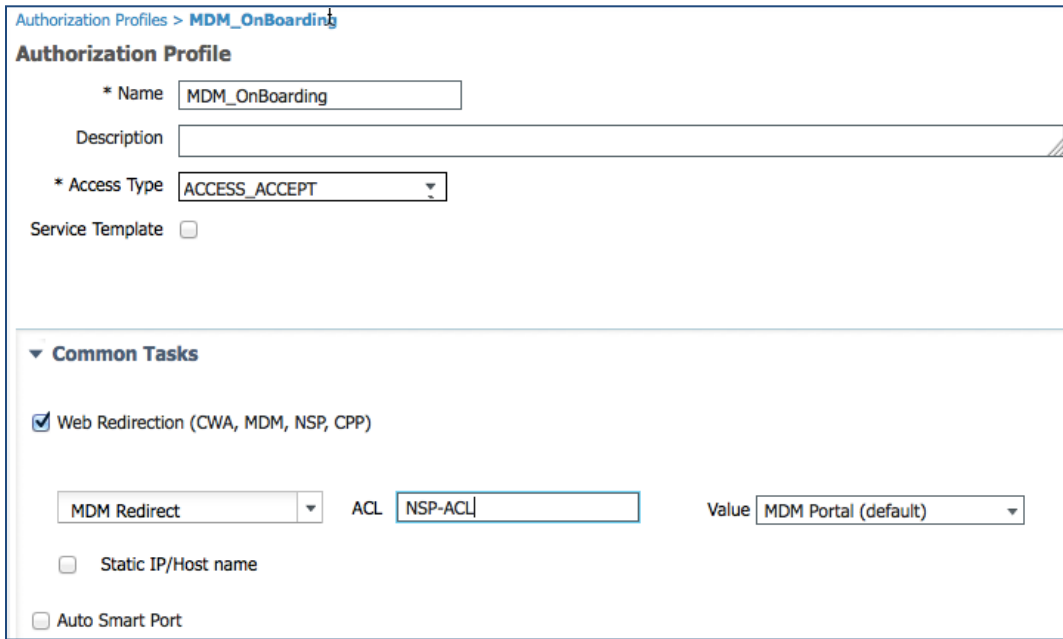 Authorization Profiles > MDM_OnBoarding
Authorization Profile
* Name MDM_OnBoarding
Description
* Access Type ACCESS_ACCEPT
Service Template
Common Tasks
Web Redirection (CWA, MDM, NSP, CPP)
MDM Redirect ACL NSP-ACL Value MDM Portal (default)
Static IP/Host name
Auto Smart Port